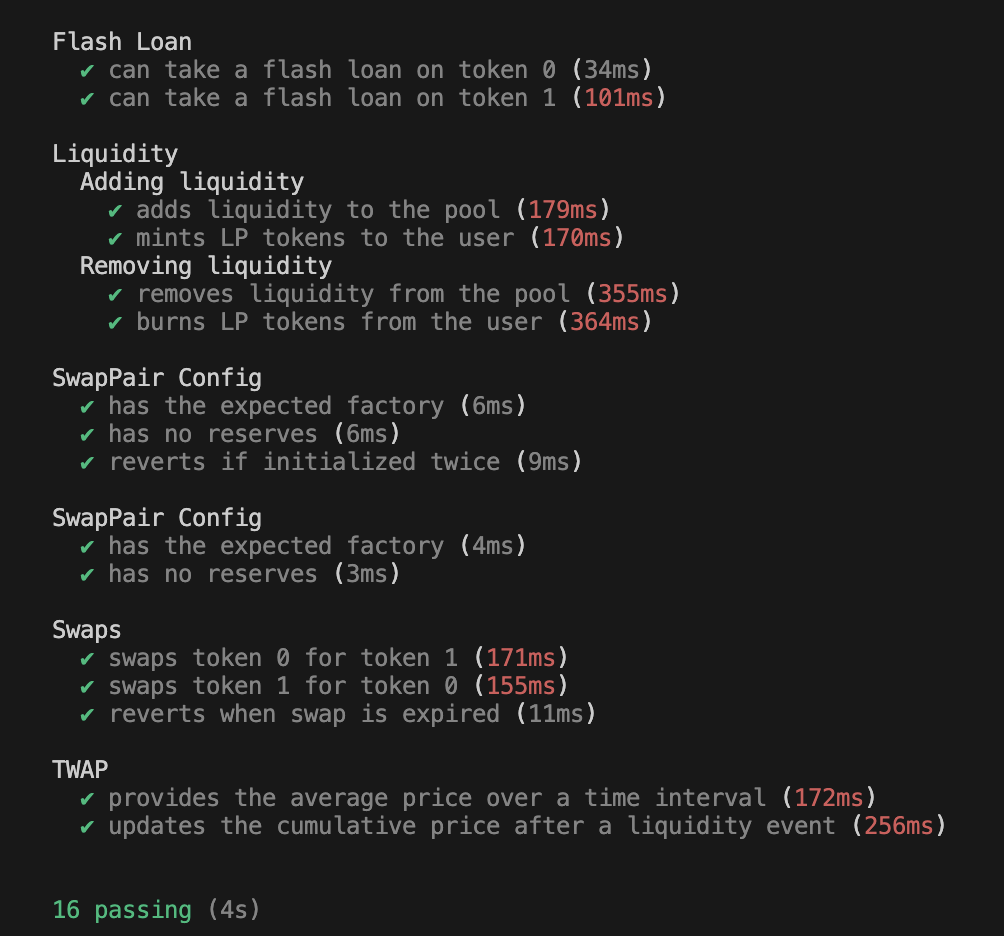 Flash Loan
✔ can take a flash loan on token 0 (34ms)
✔ can take a flash loan on token 1 (101ms)
Liquidity
Adding liquidity
✔ adds liquidity to the pool (179ms)
✔ mints LP tokens to the user (170ms)
Removing liquidity
✔ removes liquidity from the pool (355ms)
✔ burns LP tokens from the user (364ms)
SwapPair Config
✔ has the expected factory (6ms)
✔ has no reserves (6ms)
✔ reverts if initialized twice (9ms)
SwapPair Config
✔ has the expected factory (4ms)
✔ has no reserves (3ms)
Swaps
✔ swaps token 0 for token 1 (171ms)
✔ swaps token 1 for token 0 (155ms)
✔ reverts when swap is expired (11ms)
TWAP
✔ provides the average price over a time interval (172ms)
✔ updates the cumulative price after a liquidity event (256ms)
16 passing (4s)